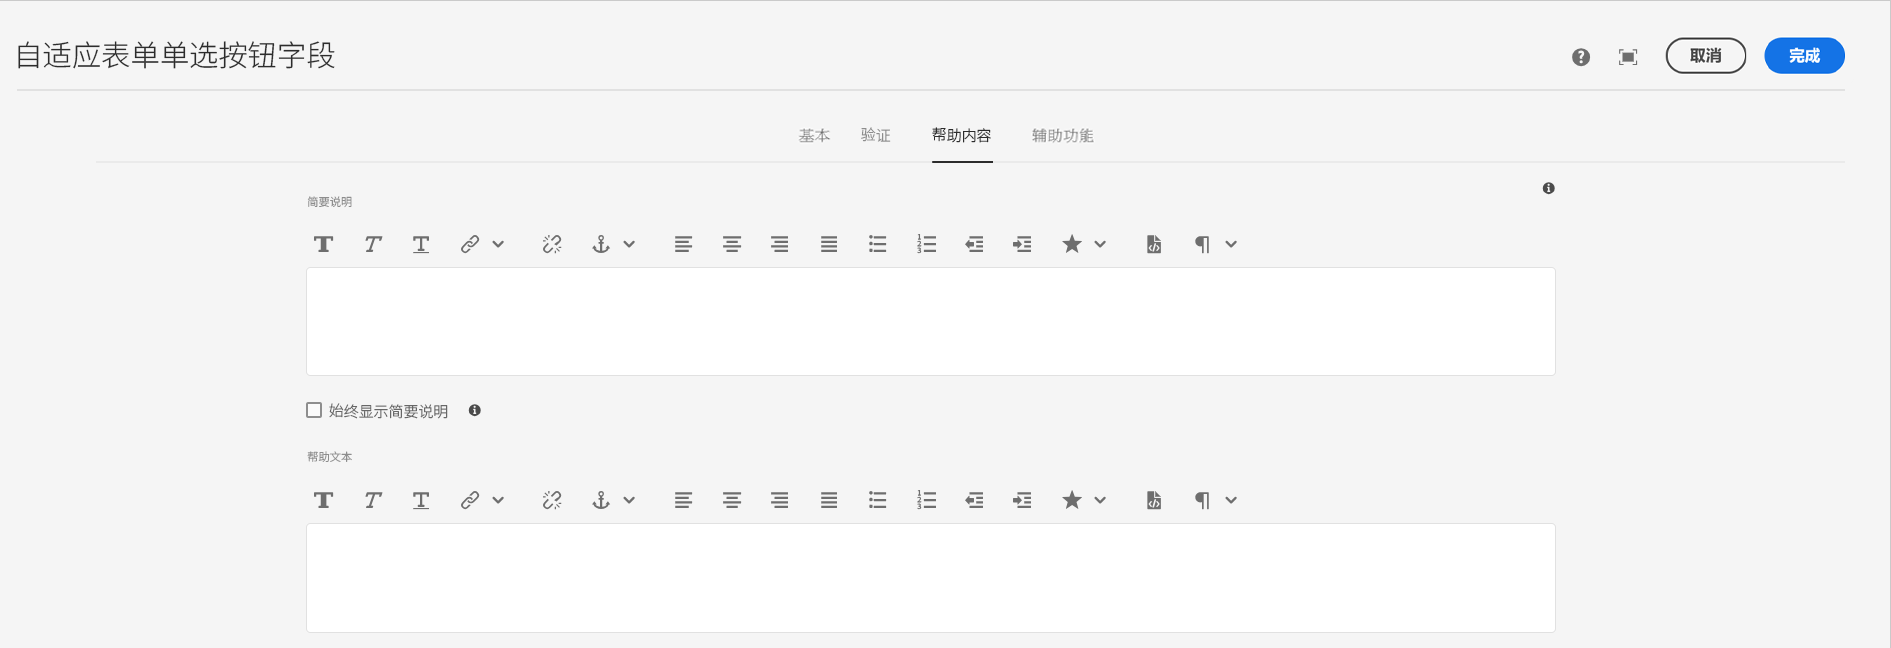 自适应表单单选按钮字段
取消 完成
基本 验证 帮助内容 辅助功能
简要说明
始终显示简要说明
帮助文本